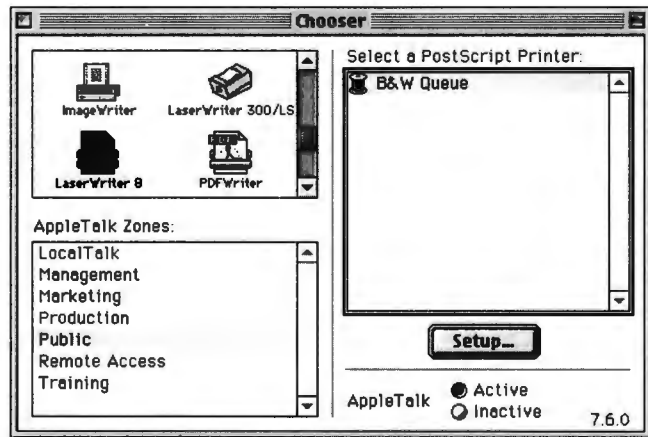 Chooser
ImageWriter
LaserWriter 300/LS
LaserWriter 8
PDFWriter
AppleTalk Zones:
LocalTalk
Management
Marketing
Production
Public
Remote Access
Training
Select a PostScript Printer:
B&W Queue
Setup...
AppleTalk
Active
Inactive
7.6.0